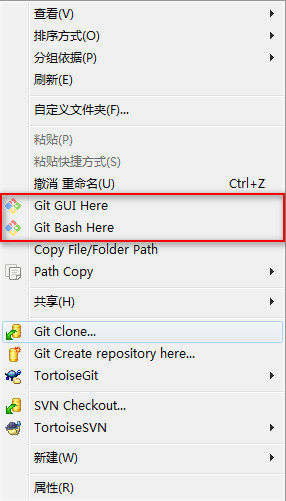 查看(V)
排序方式(O)
分组依据(P)
刷新(E)
自定义文件夹(F)...
粘贴(P)
粘贴快捷方式(S)
撤消 重命名(U) Ctrl+Z
Git GUI Here
Git Bash Here
Copy File/Folder Path
Path Copy
共享(H)
Git Clone...
Git Create repository here...
TortoiseGit
SVN Checkout...
TortoiseSVN
新建(W)
属性(R)